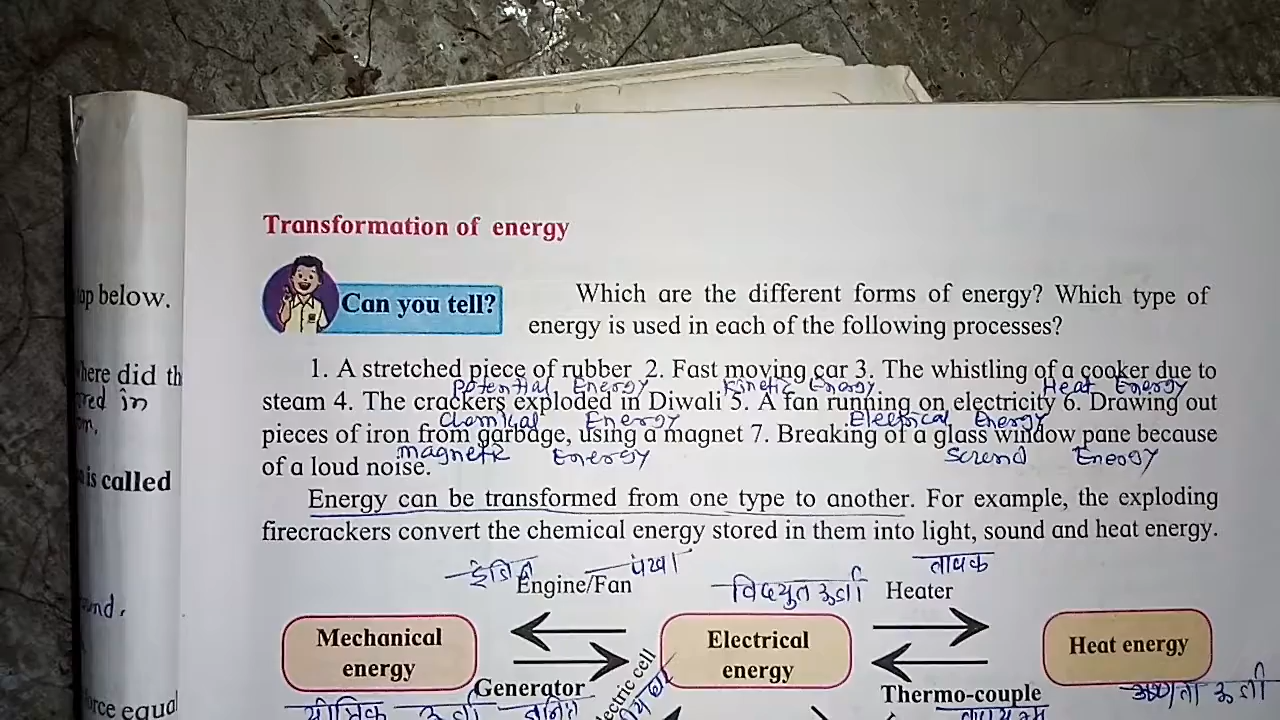 Transformation of energy
ap below.
Can you tell?
Which are the different forms of energy? Which type of
energy is used in each of the following processes?
1. A stretched piece of rubber 2. Fast moving car 3. The whistling of a cooker due to
here did th
Potential Energy Kinetic Energy Heat Energy
red in
steam 4. The crackers exploded in Diwali 5. A fan running on electricity 6. Drawing out
Chemical Energy Electrical Energy
pieces of iron from garbage, using a magnet 7. Breaking of a glass window pane because
magnetic Energy Energy
of a loud noise.
is called
Energy can be transformed from one type to another. For example, the exploding
firecrackers convert the chemical energy stored in them into light, sound and heat energy.
पंखा तापक
Engine/Fan
विद्युत ऊर्जा Heater
Mechanical
energy
Electrical
energy
Heat energy
Generator
Thermo-couple
ectric cell
orce equal